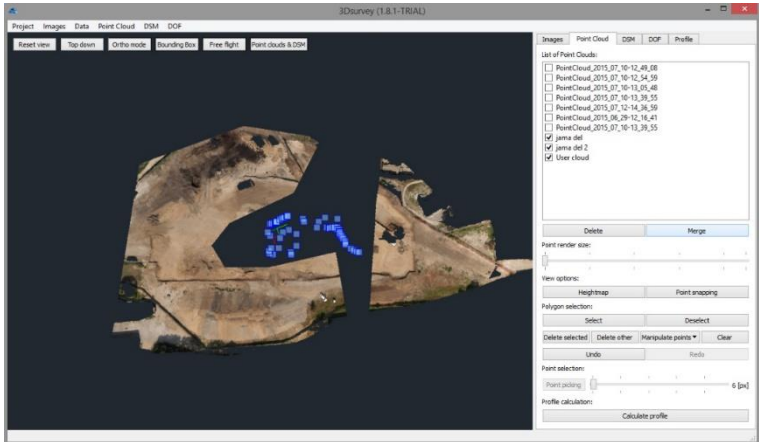 3Dsurvey (1.8.1-TRIAL)
Project Images Data Point Cloud DSM DOF
Reset view Top down Ortho mode Bounding Box Free flight Point clouds & DSM
Images Point Cloud DSM DOF Profile
List of Point Clouds:
PointCloud_2015_07_10-12_49_08
PointCloud_2015_07_10-12_54_59
PointCloud_2015_07_10-13_05_48
PointCloud_2015_07_10-13_39_55
PointCloud_2015_07_12-14_36_59
PointCloud_2015_06_29-12_16_41
PointCloud_2015_07_10-13_39_55
jama del
jama del 2
User cloud
Delete Merge
Point render size:
View options:
Heightmap Point snapping
Polygon selection:
Select Deselect
Delete selected Delete other Manipulate points Clear
Undo Redo
Point selection:
Point picking 6 [px]
Profile calculation:
Calculate profile